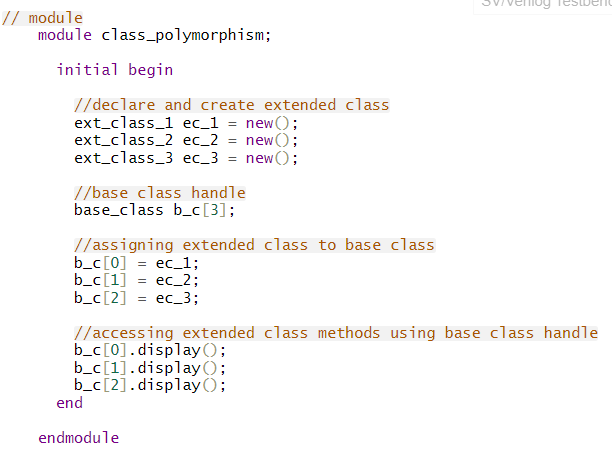 SV/Verilog Testbench
// module
module class_polymorphism;
initial begin
//declare and create extended class
ext_class_1 ec_1 = new();
ext_class_2 ec_2 = new();
ext_class_3 ec_3 = new();
//base class handle
base_class b_c[3];
//assigning extended class to base class
b_c[0] = ec_1;
b_c[1] = ec_2;
b_c[2] = ec_3;
//accessing extended class methods using base class handle
b_c[0].display();
b_c[1].display();
b_c[2].display();
end
endmodule